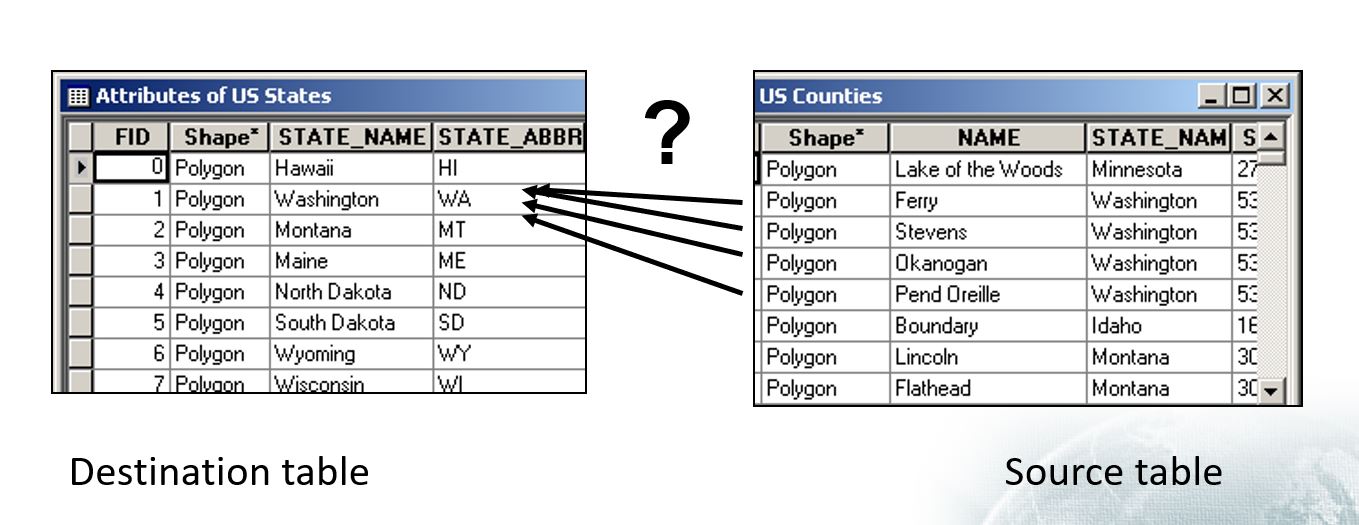 Attributes of US States
FID Shape* STATE_NAME STATE_ABBR
0 Polygon Hawaii HI
1 Polygon Washington WA
2 Polygon Montana MT
3 Polygon Maine ME
4 Polygon North Dakota ND
5 Polygon South Dakota SD
6 Polygon Wyoming WY
7 Polygon Wisconsin WI
?
US Counties
Shape* NAME STATE_NAM S
Polygon Lake of the Woods Minnesota 27
Polygon Ferry Washington 53
Polygon Stevens Washington 53
Polygon Okanogan Washington 53
Polygon Pend Oreille Washington 53
Polygon Boundary Idaho 16
Polygon Lincoln Montana 30
Polygon Flathead Montana 30
Destination table
Source table